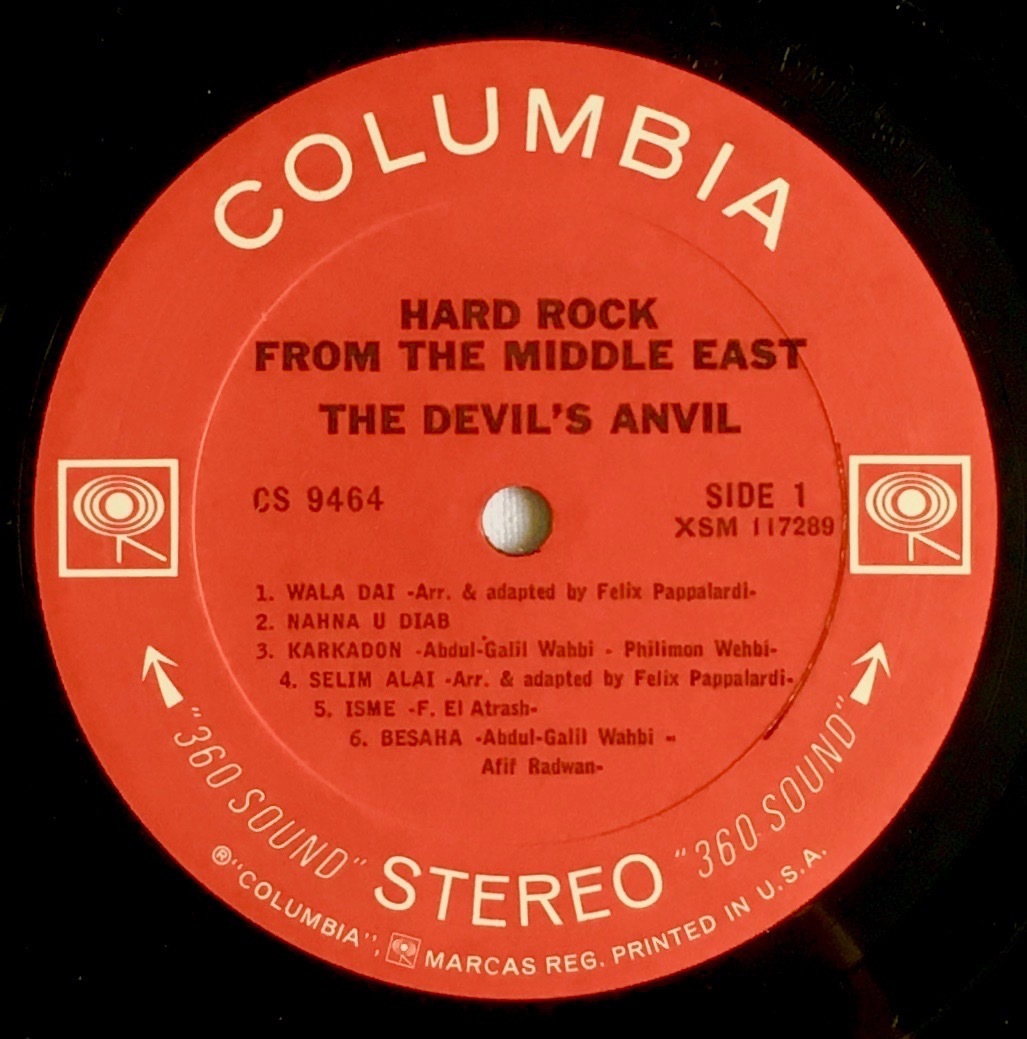 COLUMBIA
HARD ROCK
FROM THE MIDDLE EAST
THE DEVIL'S ANVIL
CS 9464
SIDE 1
XSM 117289
1. WALA DAI -Arr. & adapted by Felix Pappalardi-
2. NAHNA U DIAB
3. KARKADON -Abdul-Galil Wahbi - Philimon Wehbi-
4. SELIM ALAI -Arr. & adapted by Felix Pappalardi-
5. ISME -F. El Atrash-
6. BESAHA -Abdul-Galil Wahbi -
Afif Radwan-
"360 SOUND" STEREO "360 SOUND"
®"COLUMBIA", MARCAS REG. PRINTED IN U.S.A.